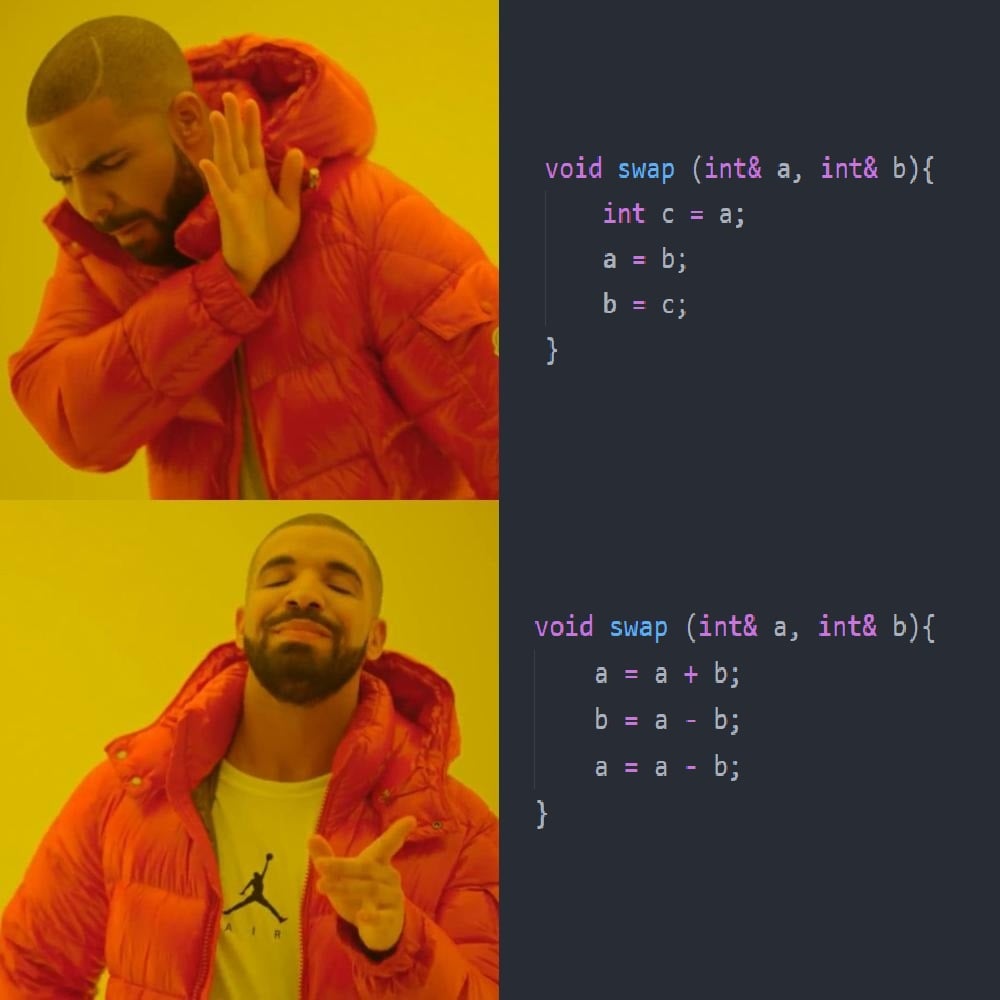 void swap (int& a, int& b){
int c = a;
a = b;
b = c;
}
void swap (int& a, int& b){
a = a + b;
b = a - b;
a = a - b;
}
AIR